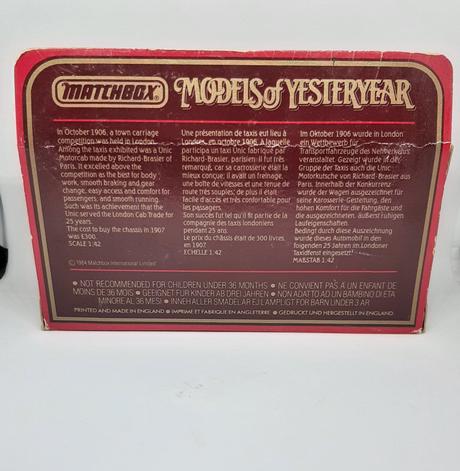 MATCHBOX MODELS of YESTERYEAR
In October 1906, a town carriage
competition was held in London.
Among the taxis exhibited was a Unic
Motorcab made by Richard-Brasier of
Paris. It excelled above the
competition as the best for body
work, smooth braking and gear
change, easy access and comfort for
passengers, and smooth running.
Such was its achievement that the
Unic served the London Cab Trade for
25 years.
The cost to buy the chassis in 1907
was £300.
SCALE 1:42
© 1984 Matchbox International Limited
Une présentation de taxis eut lieu à
Londres, en octobre 1906. A laquelle
participa un taxi Unic fabriqué par
Richard-Brasier, parisien: il fut très
remarqué, car sa carrosserie était la
mieux conçue; il avait un freinage,
une boîte de vitesses et une tenue de
route très souples; de plus il était
facile d'accès et très confortable pour
les passagers.
Son succés fut tel qu'il fit partie de la
compagnie des taxis londoniens
pendant 25 ans.
Le prix du châssis était de 300 livres
en 1907
ECHELLE 1:42
Im Oktober 1906 wurde in London
ein Wettbewerb für
Transportfahrzeuge des Nahverkehrs
veranstaltet. Gezeigt wurde in der
Gruppe der Taxis auch die Unic
Motorkutsche von Richard-Brasier aus
Paris. Innerhalb der Konkurrenz
wurde der Wagen ausgezeichnet für
seine Karosserie-Gestaltung, den
hohen Komfort für die Fahrgäste und
die ausgezeichneten, äußerst ruhigen
Laufeigenschaften.
Bedingt durch diese Auszeichnung
wurde dieses Automobil in den
folgenden 25 Jahren im Londoner
Taxidienst eingesetzt.
MAßSTAB 1:42
● NOT RECOMMENDED FOR CHILDREN UNDER 36 MONTHS ● NE CONVIENT PAS A UN ENFANT DE
MOINS DE 36 MOIS ● GEEIGNET FUR KINDER AB DREI JAHREN ● NON ADATTO AD UN BAMBINO DI ETA
MINORE AL 36 MESI ● INNEHALLER SMADELAR EJ LAMPLIGT FOR BARN UNDER 3 AR
PRINTED AND MADE IN ENGLAND ● IMPRIME ET FABRIQUE EN ANGLETERRE ● GEDRUCKT UND HERGESTELLT IN ENGLAND